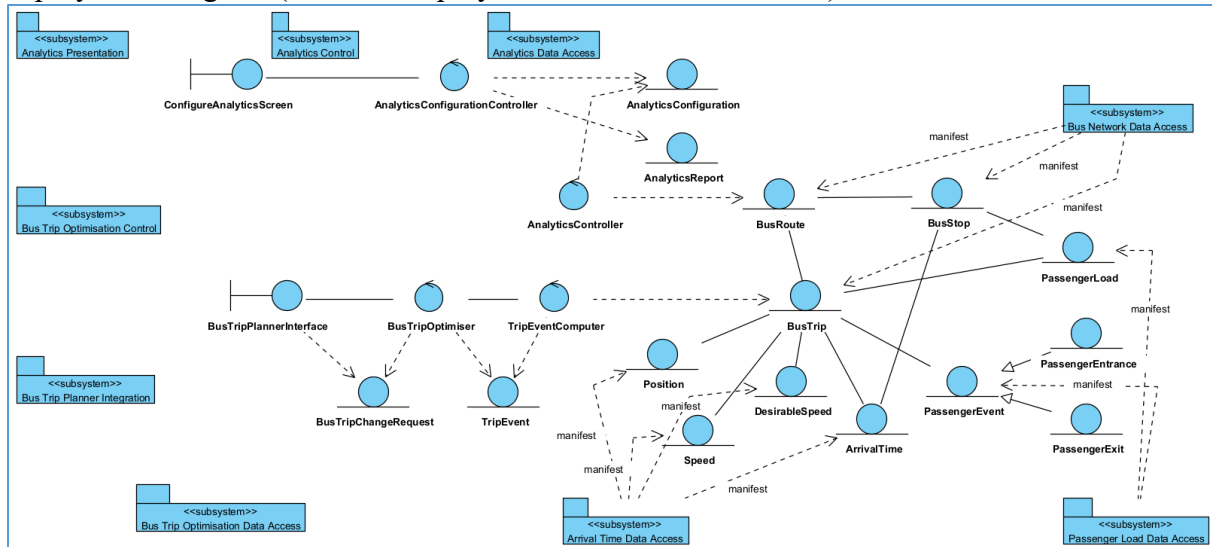 <<subsystem>>
Analytics Presentation
<<subsystem>>
Analytics Control
<<subsystem>>
Analytics Data Access
ConfigureAnalyticsScreen
AnalyticsConfigurationController
AnalyticsConfiguration
<<subsystem>>
Bus Network Data Access
manifest
manifest
AnalyticsReport
<<subsystem>>
Bus Trip Optimisation Control
AnalyticsController
BusRoute
manifest
BusStop
PassengerLoad
BusTripPlannerInterface
BusTripOptimiser
TripEventComputer
BusTrip
PassengerEntrance
<<subsystem>>
Bus Trip Planner Integration
Position
manifest
manifest
DesirableSpeed
PassengerEvent
BusTripChangeRequest
TripEvent
manifest
Speed
ArrivalTime
PassengerExit
manifest
<<subsystem>>
Bus Trip Optimisation Data Access
<<subsystem>>
Arrival Time Data Access
<<subsystem>>
Passenger Load Data Access